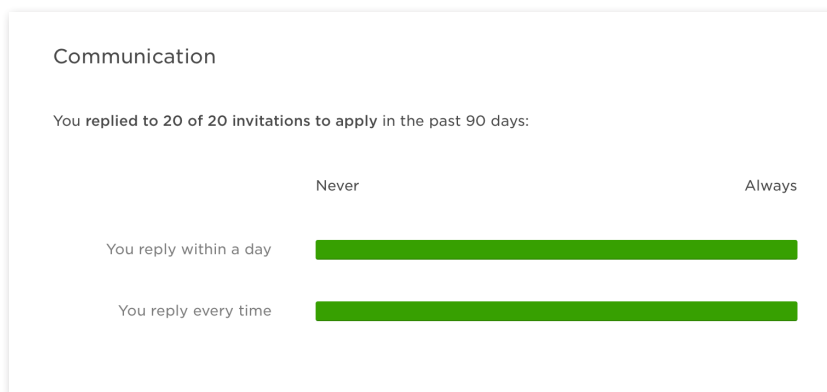 Communication
You replied to 20 of 20 invitations to apply in the past 90 days:
Never Always
You reply within a day
You reply every time